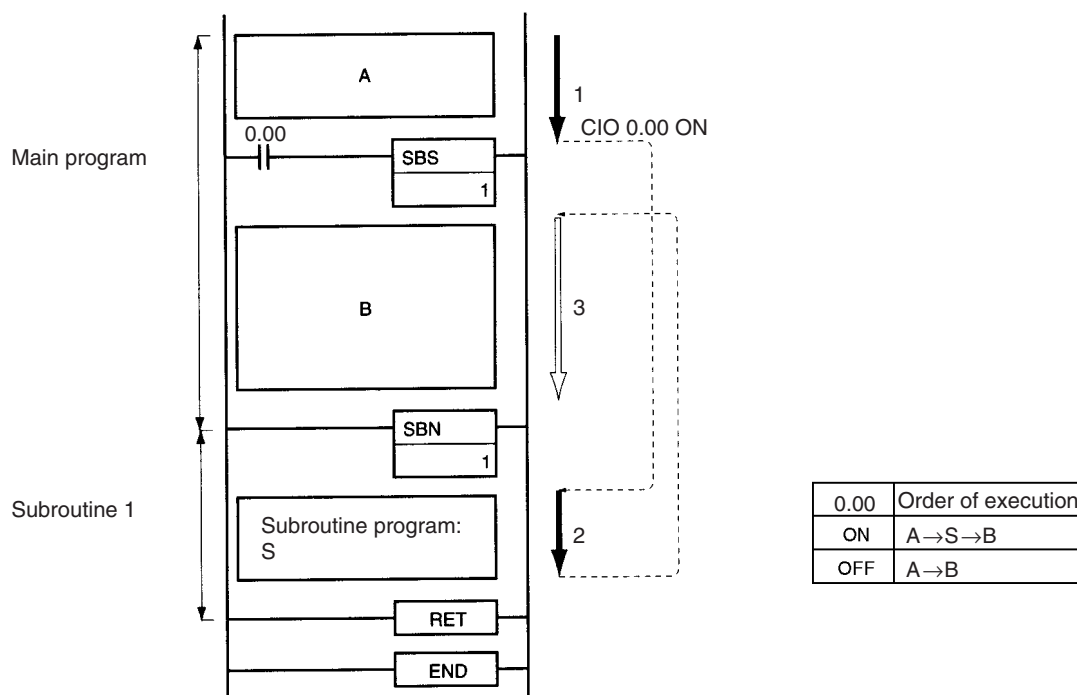 A
1
CIO 0.00 ON
0.00
Main program
SBS
1
B
3
SBN
1
Subroutine 1
Subroutine program:
S
2
RET
END
0.00 Order of execution
ON A→S→B
OFF A→B